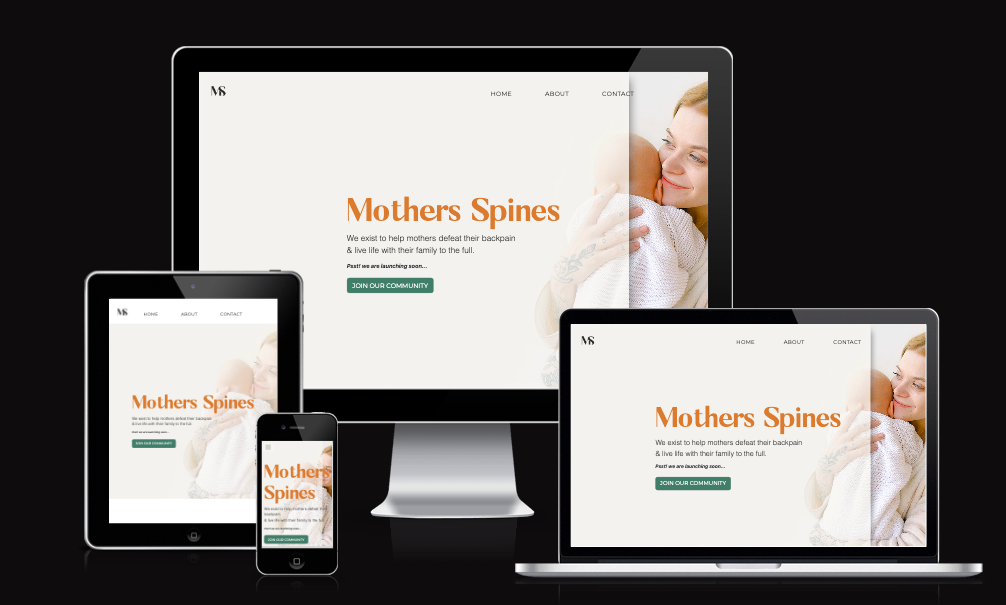 MS
HOME ABOUT CONTACT
Mothers Spines
We exist to help mothers defeat their backpain
& live life with their family to the full.
Psst! we are launching soon...
JOIN OUR COMMUNITY
MS
HOME ABOUT CONTACT
Mothers Spines
We exist to help mothers defeat their backpain
& live life with their family to the full.
Psst! we are launching soon...
JOIN OUR COMMUNITY
Mothers
Spines
We exist to help mothers defeat their
backpain
& live life with their family to the full.
Psst! we are launching soon...
JOIN OUR COMMUNITY
MS
HOME ABOUT CONTACT
Mothers Spines
We exist to help mothers defeat their backpain
& live life with their family to the full.
Psst! we are launching soon...
JOIN OUR COMMUNITY